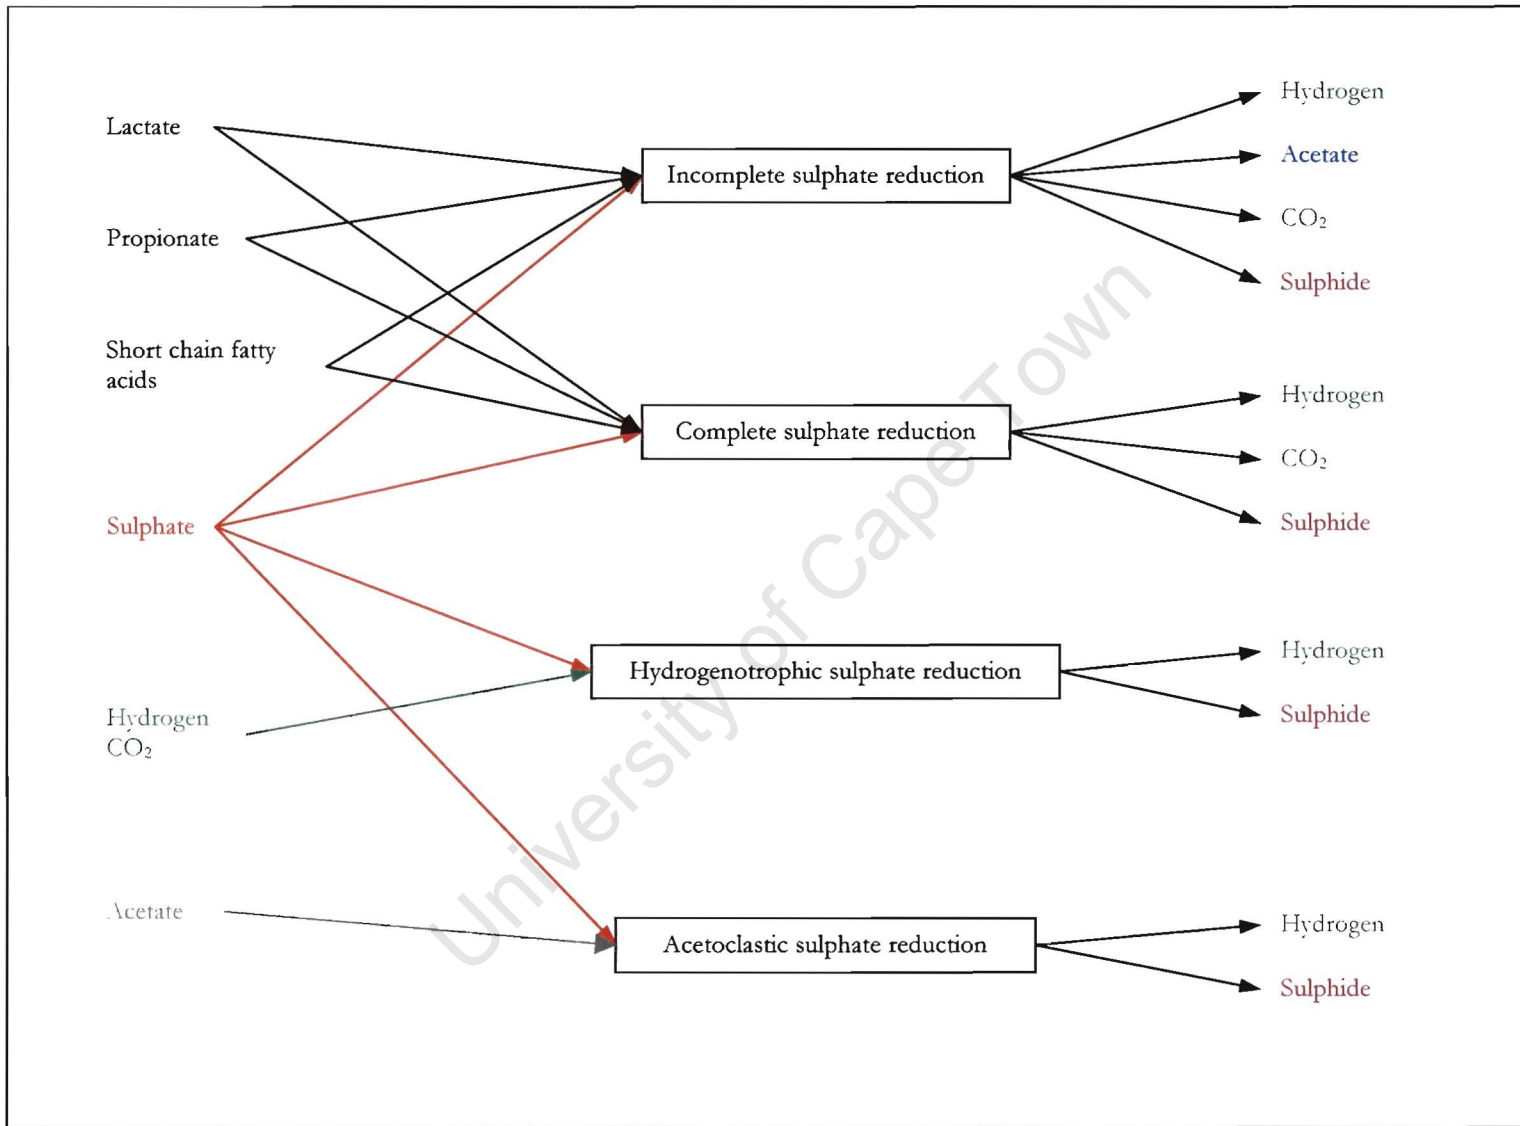 Lactate
Propionate
Short chain fatty
acids
Sulphate
Hydrogen
CO₂
Acetate
Incomplete sulphate reduction
Complete sulphate reduction
Hydrogenotrophic sulphate reduction
Acetoclastic sulphate reduction
Hydrogen
Acetate
CO₂
Sulphide
Hydrogen
CO₂
Sulphide
Hydrogen
Sulphide
Hydrogen
Sulphide
University of Cape Town